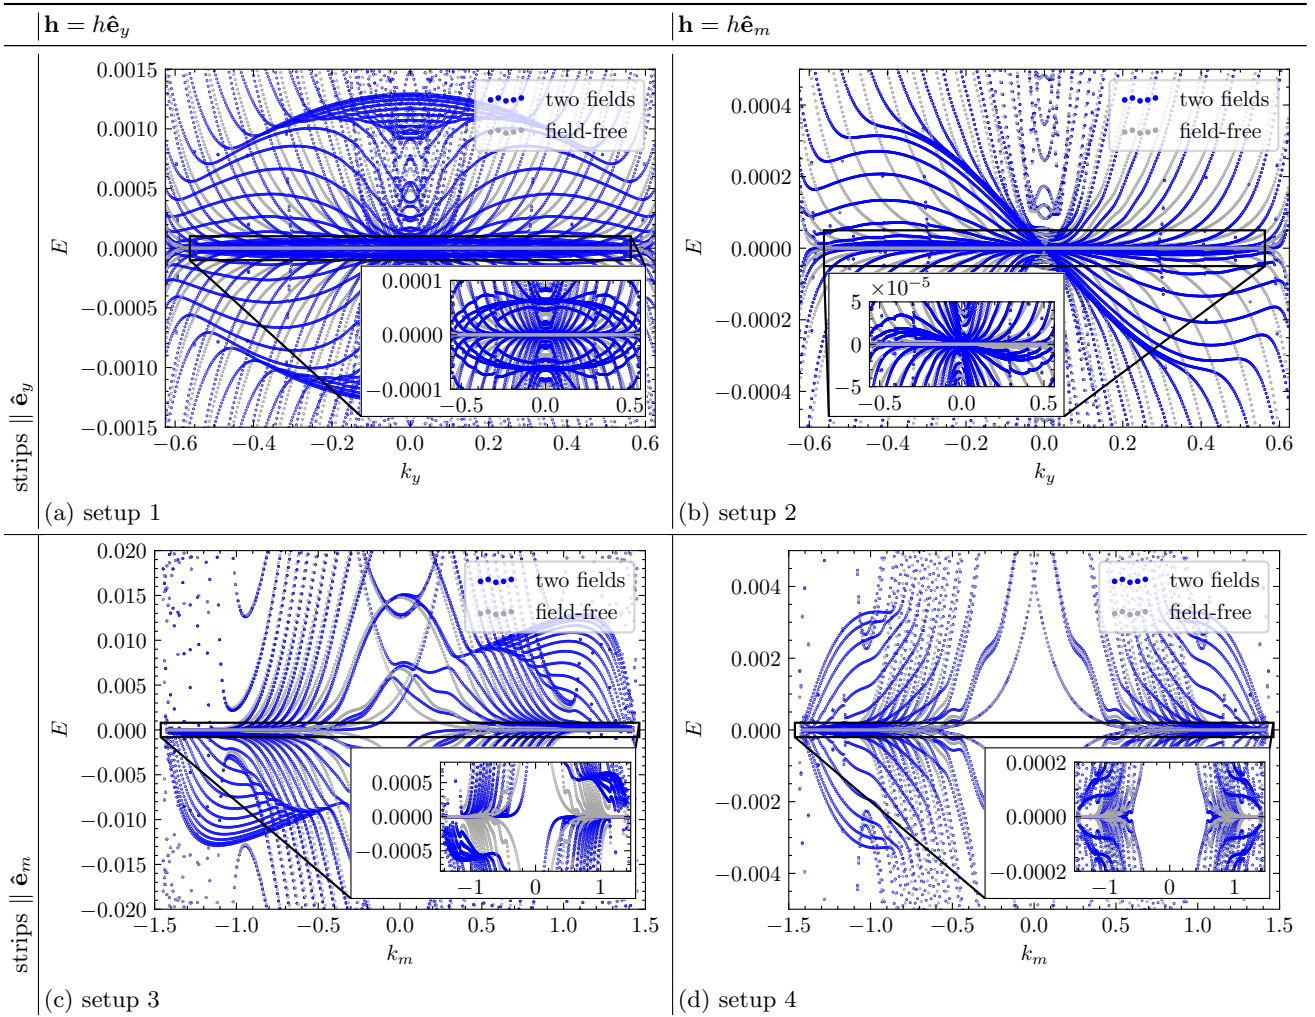 h = hê_y
h = hê_m
strips || ê_y
0.0015
0.0010
0.0005
0.0000
−0.0005
−0.0010
−0.0015
E
two fields
field-free
0.0001
0.0000
−0.0001
−0.5 0.0 0.5
−0.6 −0.4 −0.2 0.0 0.2 0.4 0.6
k_y
(a) setup 1
0.0004
0.0002
0.0000
−0.0002
−0.0004
E
two fields
field-free
×10⁻⁵
5
0
−5
−0.5 0.0 0.5
−0.6 −0.4 −0.2 0.0 0.2 0.4 0.6
k_y
(b) setup 2
strips || ê_m
0.020
0.015
0.010
0.005
0.000
−0.005
−0.010
−0.015
−0.020
E
two fields
field-free
0.0005
0.0000
−0.0005
−1 0 1
−1.5 −1.0 −0.5 0.0 0.5 1.0 1.5
k_m
(c) setup 3
0.004
0.002
0.000
−0.002
−0.004
E
two fields
field-free
0.0002
0.0000
−0.0002
−1 0 1
−1.5 −1.0 −0.5 0.0 0.5 1.0 1.5
k_m
(d) setup 4